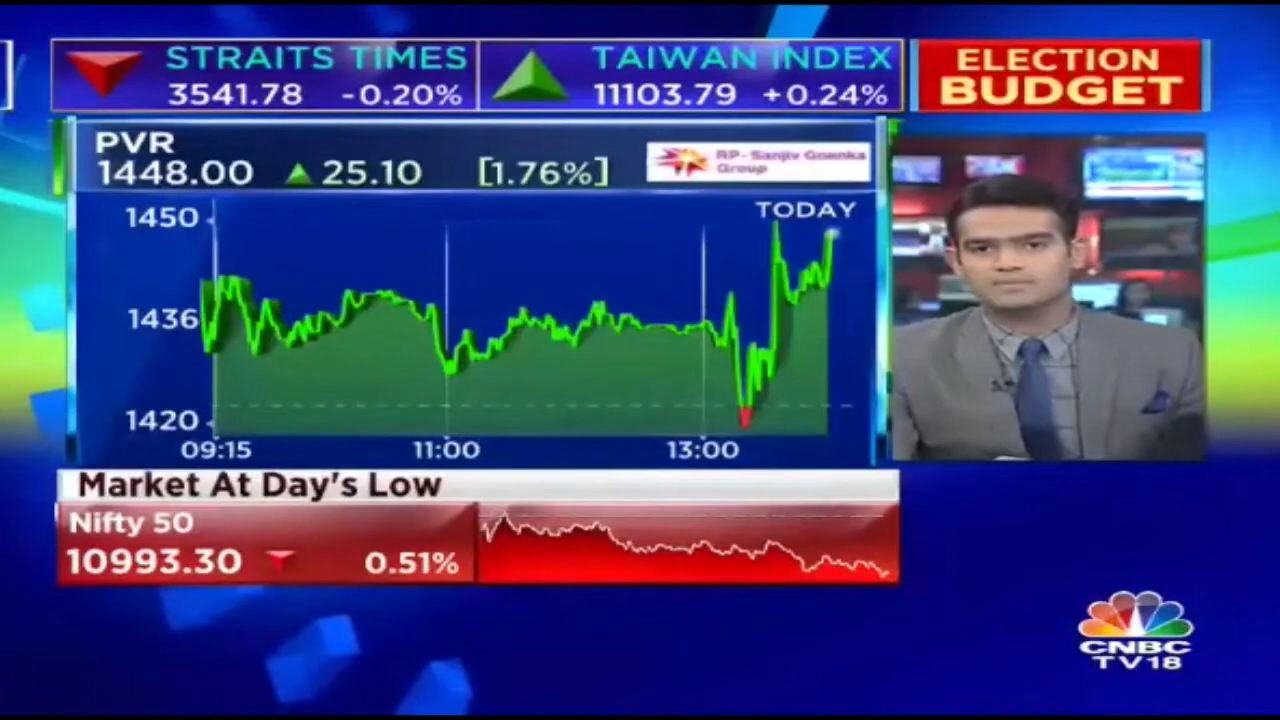 STRAITS TIMES
3541.78 -0.20%
TAIWAN INDEX
11103.79 +0.24%
ELECTION
BUDGET
PVR
1448.00 25.10 [1.76%]
RP-Sanjiv Goenka
Group
TODAY
1450
1436
1420
09:15 11:00 13:00
Market At Day's Low
Nifty 50
10993.30 0.51%
CNBC
TV18